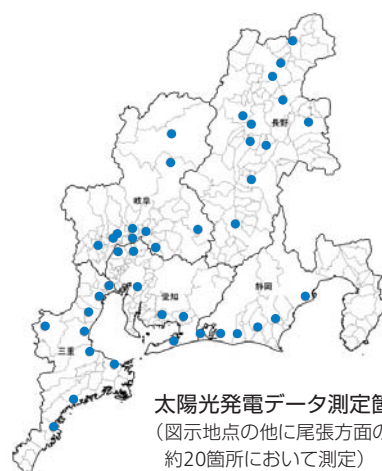 長野
岐阜
静岡
愛知
三重
太陽光発電データ測定箇
（図示地点の他に尾張方面の
約20箇所において測定）